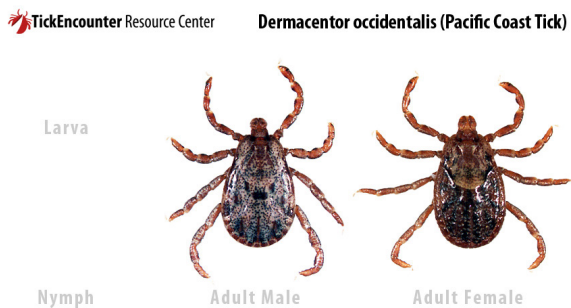 TickEncounter Resource Center
Dermacentor occidentalis (Pacific Coast Tick)
Larva
Nymph
Adult Male
Adult Female